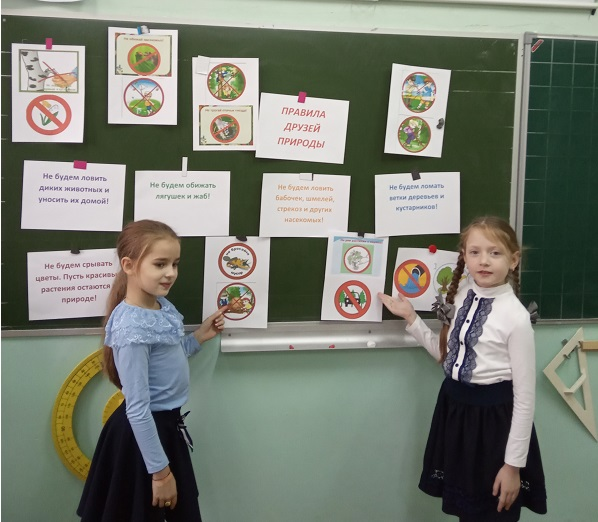 ПРАВИЛА
ДРУЗЕЙ
ПРИРОДЫ
Не будем ловить
диких животных и
уносить их домой!
Не будем обижать
лягушек и жаб!
Не будем ловить
бабочек, шмелей,
стрекоз и других
насекомых!
Не будем ломать
ветки деревьев и
кустарников!
Не будем срывать
цветы. Пусть красивы
растения остаются
природе!